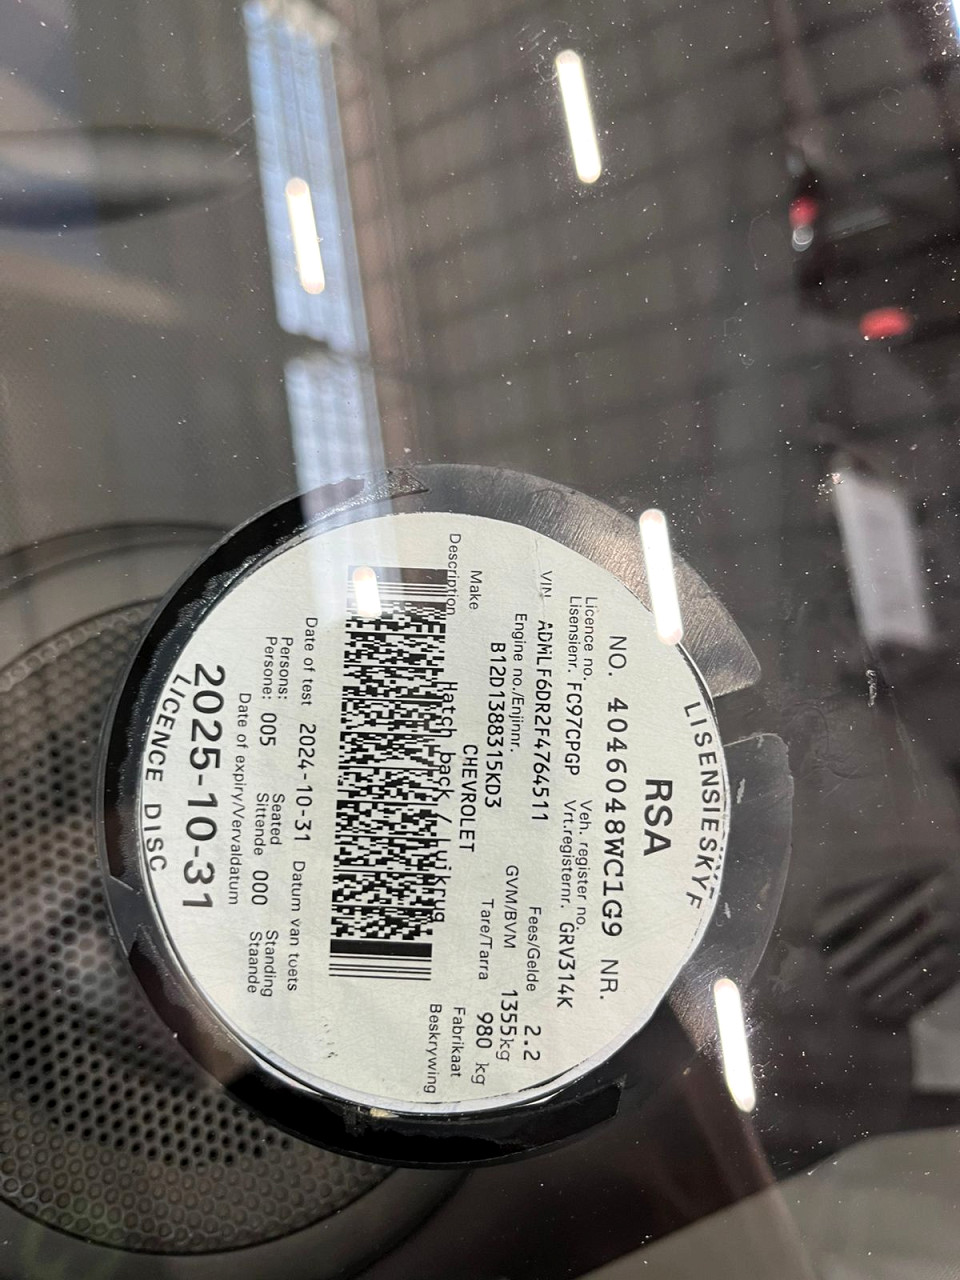 LISENSIESKYF
RSA
NO. 4046048WC1G9 NR.
Licence no. Veh. register no.
Lisensienr. FC97CPGP Vrt.registernr. GRV314K
VIN ADMLF6DR2F4764511 Fees/Gelde 2.2
Engine no./Enjinnr. GVM/BVM 1355kg
B12D1388315KD3 Tare/Tarra 980 kg
Make CHEVROLET Fabrikaat
Description Hatch back / Luikrug Beskrywing
Date of test 2024-10-31 Datum van toets
Persons: Seated Standing
Persone: 005 Sittende 000 Staande
Date of expiry/Vervaldatum
2025-10-31
LICENCE DISC